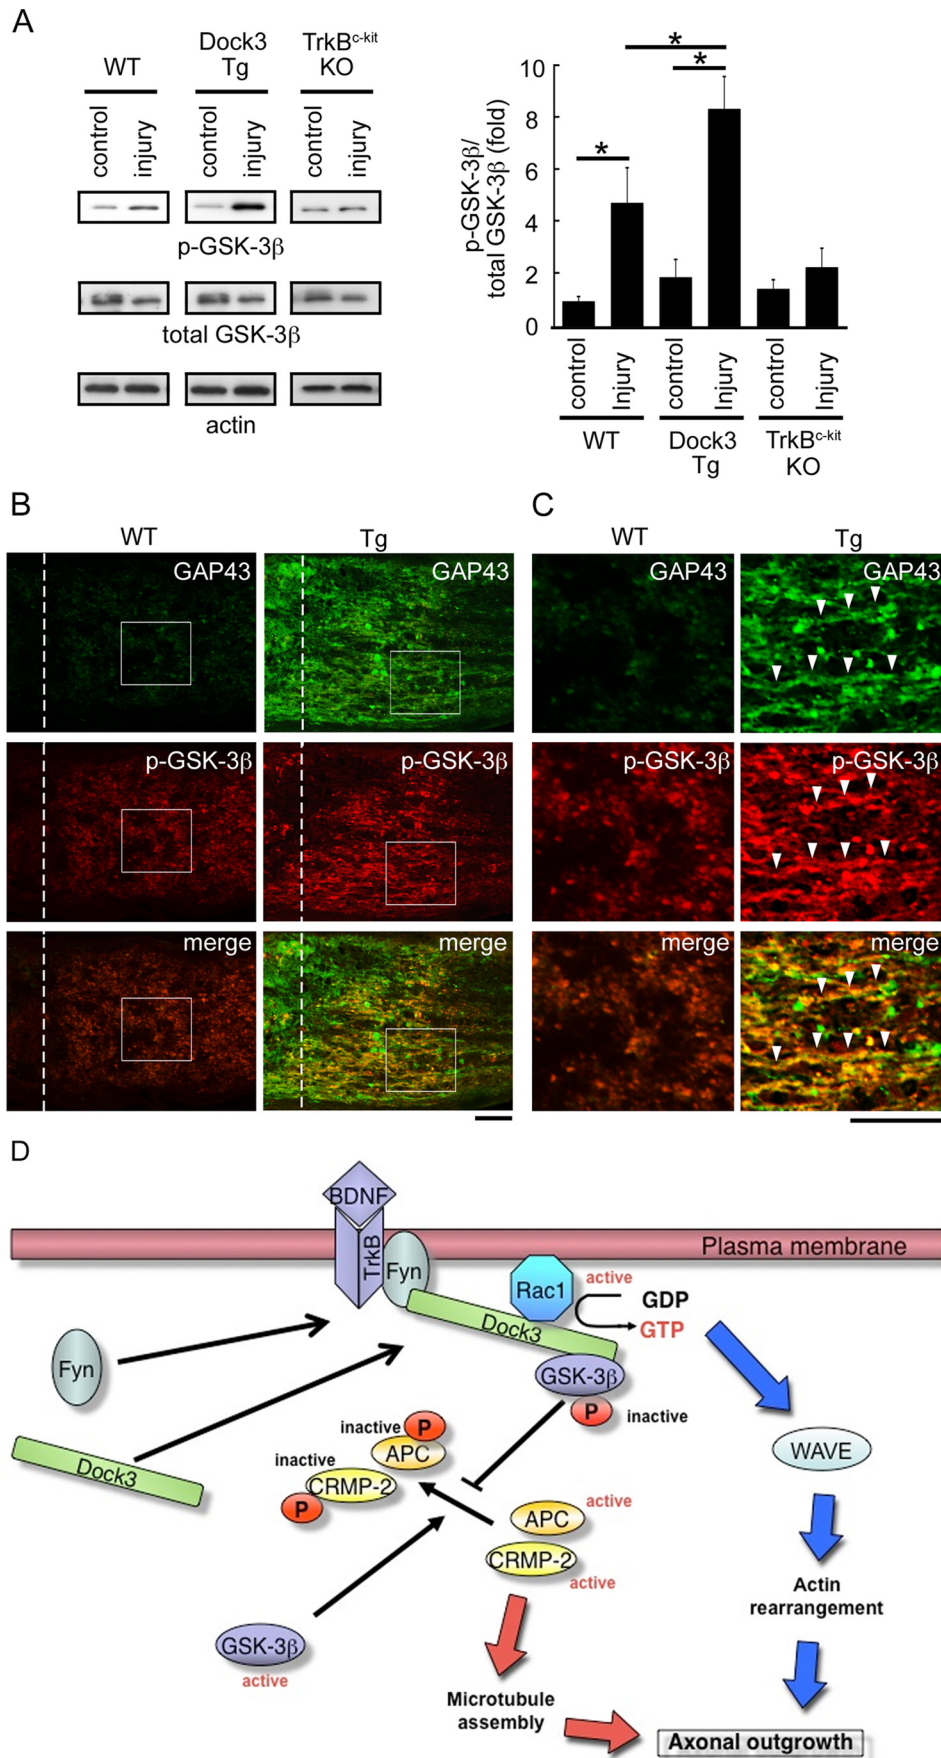 A
WT
Dock3
Tg
TrkBc-kit
KO
control
injury
control
injury
control
injury
p-GSK-3β
total GSK-3β
actin
p-GSK-3β/
total GSK-3β (fold)
10
8
6
4
2
0
*
*
*
control
Injury
control
Injury
control
Injury
WT
Dock3
Tg
TrkBc-kit
KO
B
WT
Tg
GAP43
GAP43
p-GSK-3β
p-GSK-3β
merge
merge
C
WT
Tg
GAP43
GAP43
p-GSK-3β
p-GSK-3β
merge
merge
D
BDNF
TrkB
Fyn
Plasma membrane
Rac1
active
GDP
GTP
Dock3
GSK-3β
P
inactive
Fyn
Dock3
inactive
P
APC
inactive
CRMP-2
P
WAVE
APC
active
CRMP-2
active
GSK-3β
active
Actin
rearrangement
Microtubule
assembly
Axonal outgrowth